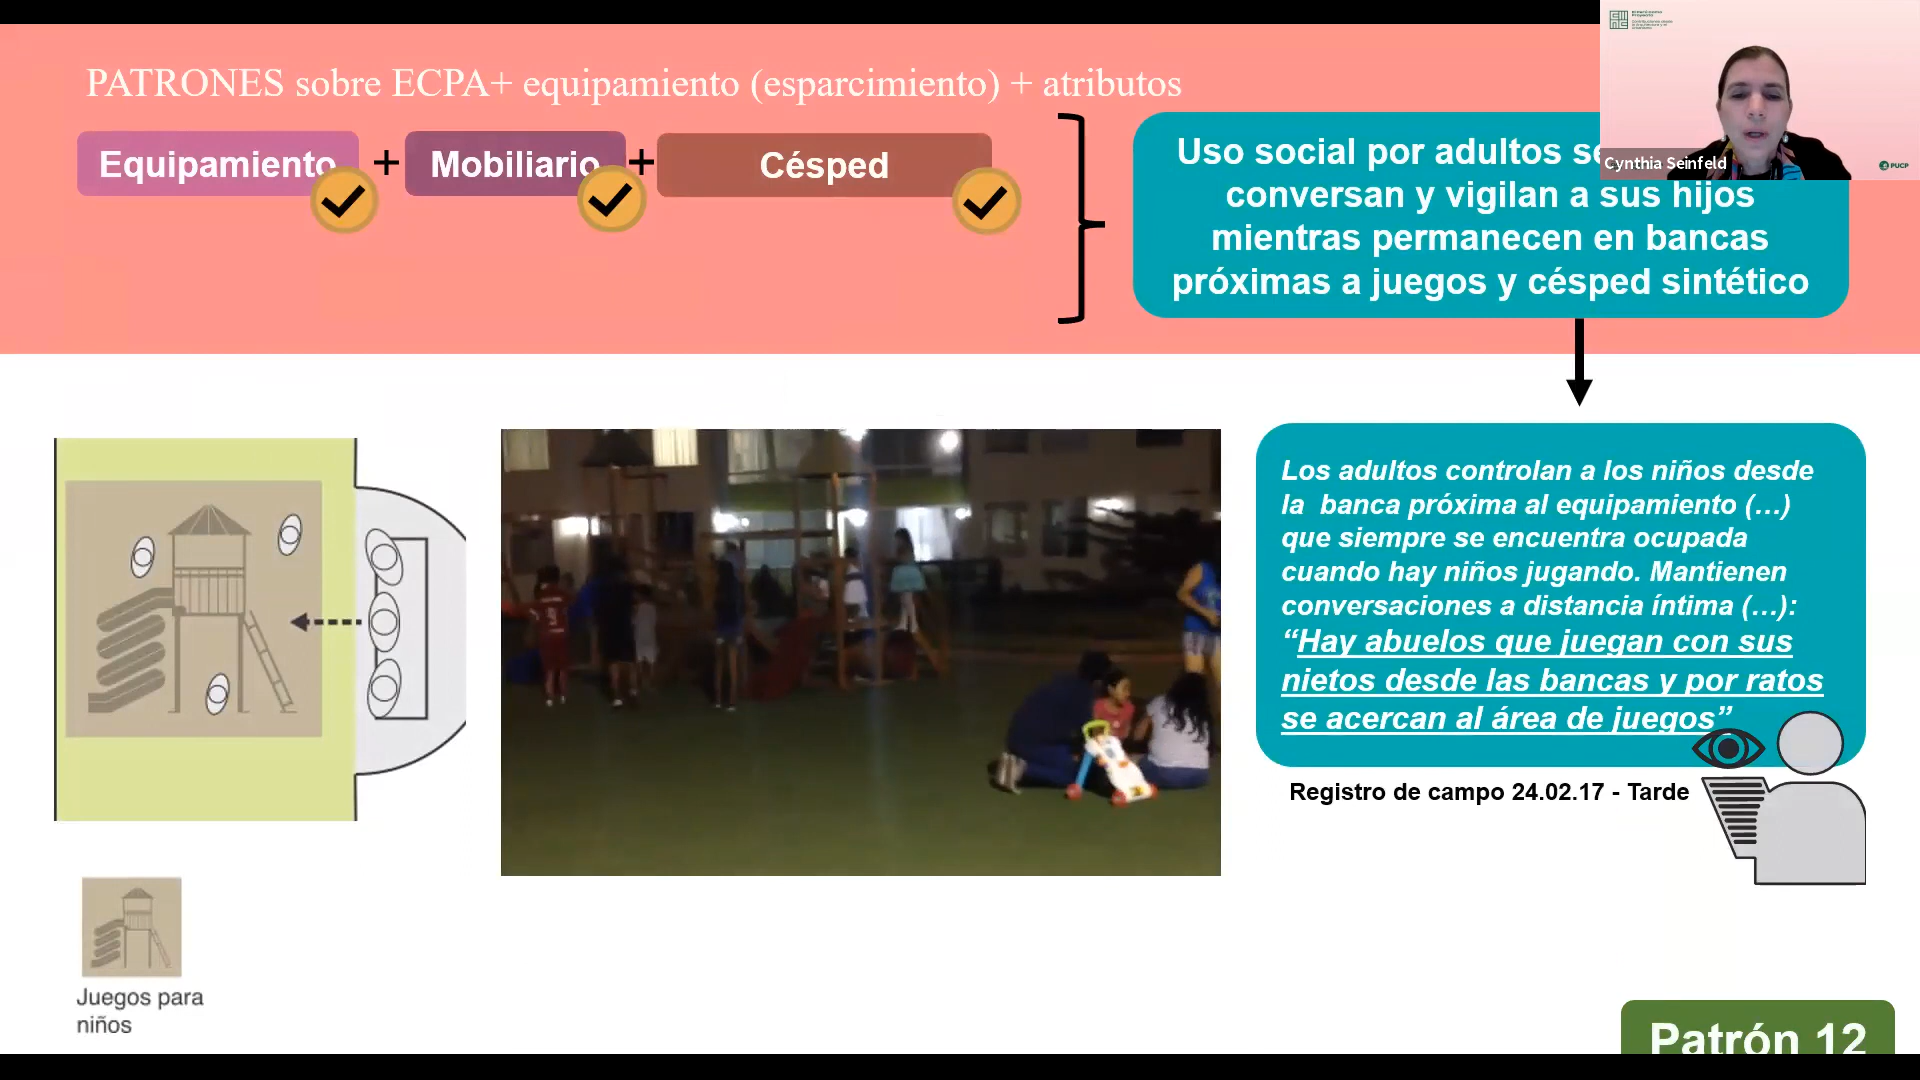 PATRONES sobre ECPA+ equipamiento (esparcimiento) + atributos
Equipamiento + Mobiliario + Césped
Uso social por adultos
conversan y vigilan a sus hijos
mientras permanecen en bancas
próximas a juegos y césped sintético
Cynthia Seinfeld
PUCP
Los adultos controlan a los niños desde
la banca próxima al equipamiento (…)
que siempre se encuentra ocupada
cuando hay niños jugando. Mantienen
conversaciones a distancia íntima (…):
“Hay abuelos que juegan con sus
nietos desde las bancas y por ratos
se acercan al área de juegos”
Registro de campo 24.02.17 - Tarde
Juegos para
niños
Patrón 12